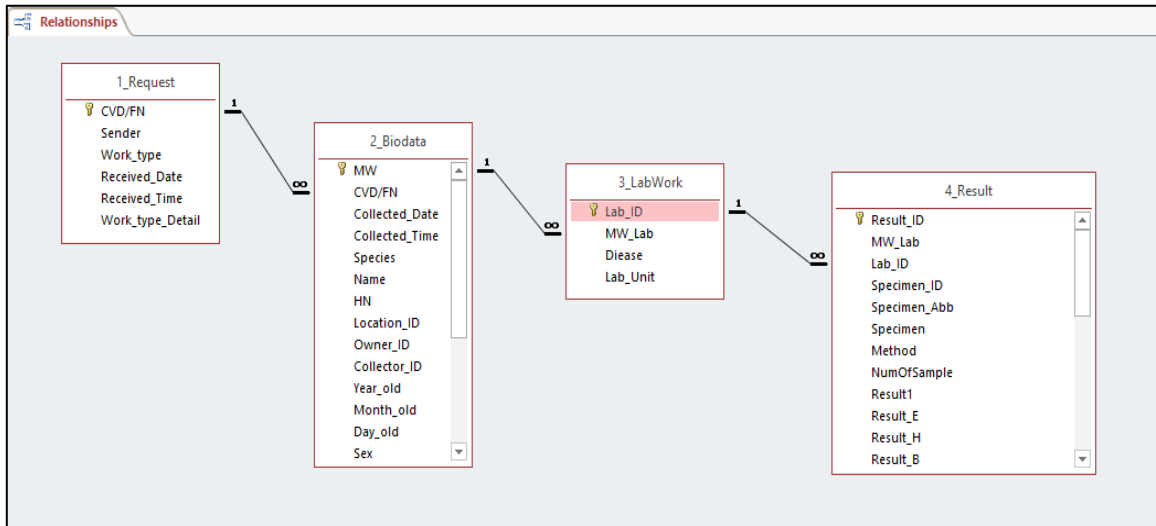 Relationships
1_Request
CVD/FN
Sender
Work_type
Received_Date
Received_Time
Work_type_Detail
1
∞
2_Biodata
MW
CVD/FN
Collected_Date
Collected_Time
Species
Name
HN
Location_ID
Owner_ID
Collector_ID
Year_old
Month_old
Day_old
Sex
1
∞
3_LabWork
Lab_ID
MW_Lab
Diease
Lab_Unit
1
∞
4_Result
Result_ID
MW_Lab
Lab_ID
Specimen_ID
Specimen_Abb
Specimen
Method
NumOfSample
Result1
Result_E
Result_H
Result_B